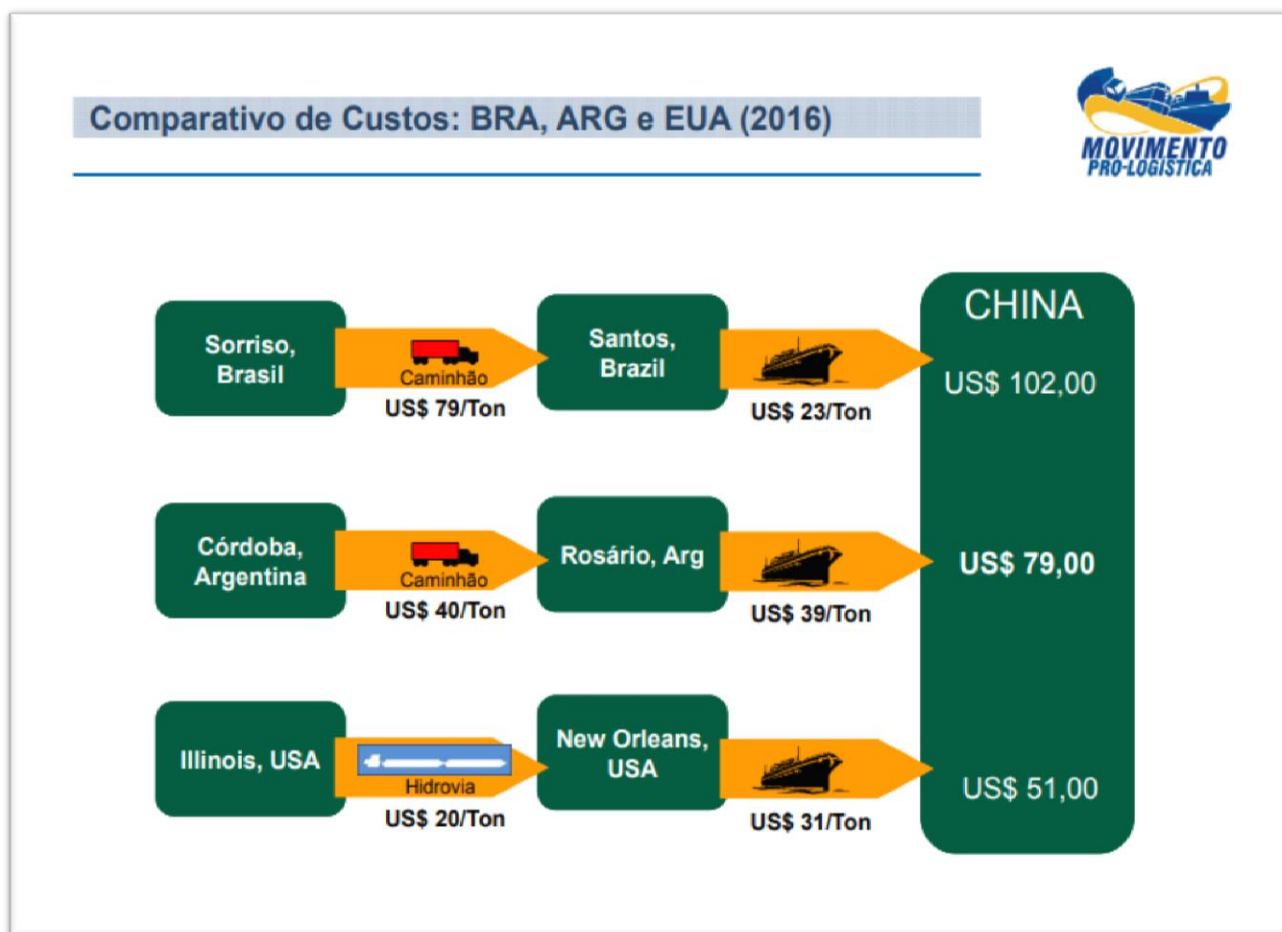 Comparativo de Custos: BRA, ARG e EUA (2016)
MOVIMENTO
PRO-LOGÍSTICA
Sorriso,
Brasil
Caminhão
US$ 79/Ton
Santos,
Brazil
US$ 23/Ton
CHINA
US$ 102,00
Córdoba,
Argentina
Caminhão
US$ 40/Ton
Rosário, Arg
US$ 39/Ton
US$ 79,00
Illinois, USA
Hidrovia
US$ 20/Ton
New Orleans,
USA
US$ 31/Ton
US$ 51,00